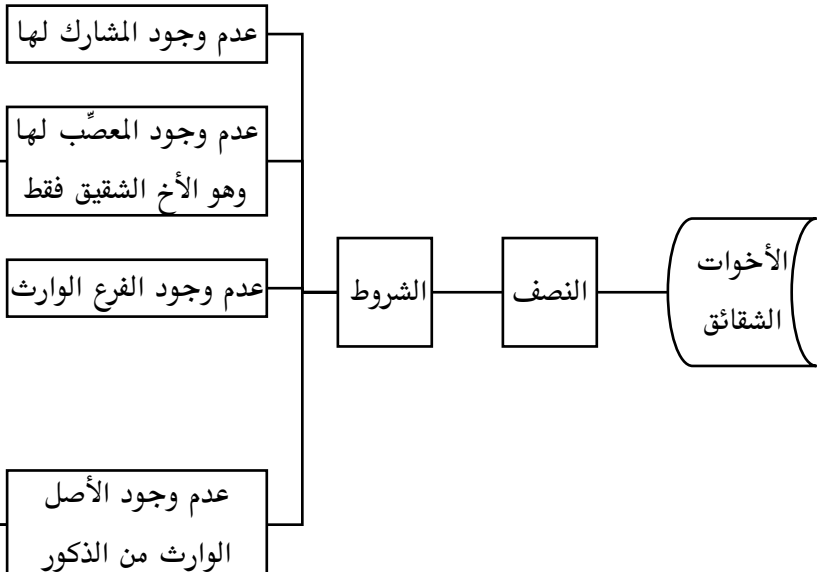 الأخوات
الشقائق
النصف
الشروط
عدم وجود المشارك لها
عدم وجود المعصِّب لها
وهو الأخ الشقيق فقط
عدم وجود الفرع الوارث
عدم وجود الأصل
الوارث من الذكور